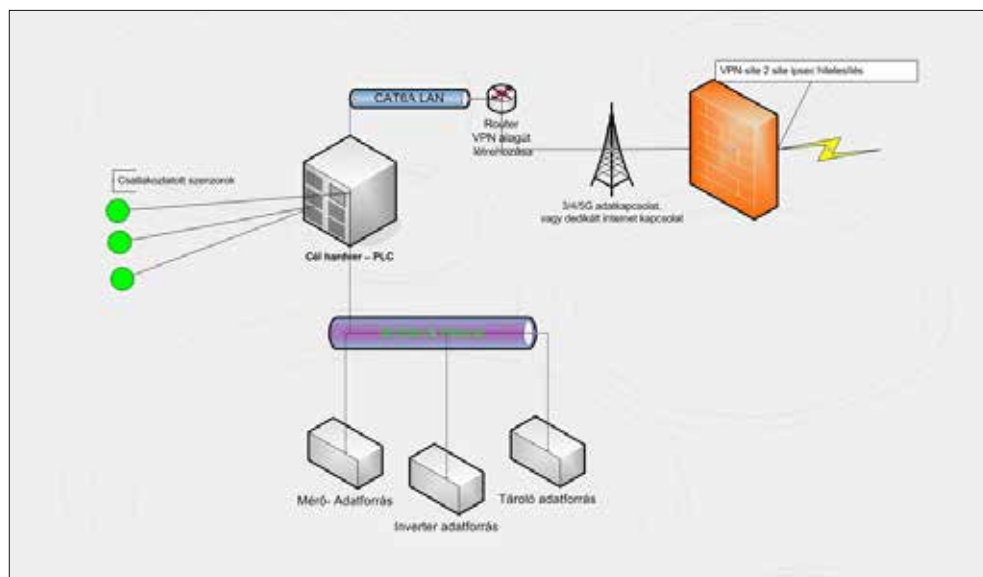 VPN site 2 site ipsec hitelesítés
CAT6A LAN
Router
VPN alagút
létrehozása
Csatlakoztatott szenzorok
3/4/5G adatkapcsolat,
vagy dedikált internet kapcsolat
Cél hardver – PLC
Mérő- Adatforrás
Tároló adatforrás
Inverter adatforrás